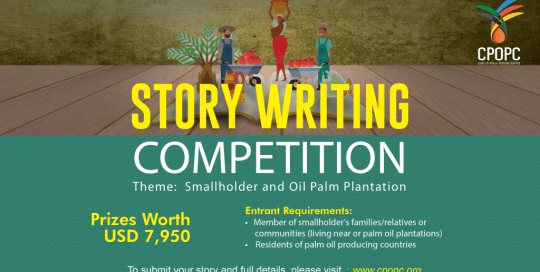 CPOPC
STORY WRITING
COMPETITION
Theme: Smallholder and Oil Palm Plantation
Prizes Worth
USD 7,950
Entrant Requirements:
• Member of smallholder's families/relatives or
communities (living near or palm oil plantations)
• Residents of palm oil producing countries
To submit your story and full details, please visit : www.cpopc.org